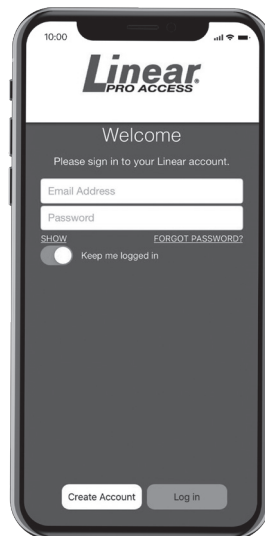 10:00
Linear
PRO ACCESS
Welcome
Please sign in to your Linear account.
Email Address
Password
SHOW FORGOT PASSWORD?
Keep me logged in
Create Account Log in